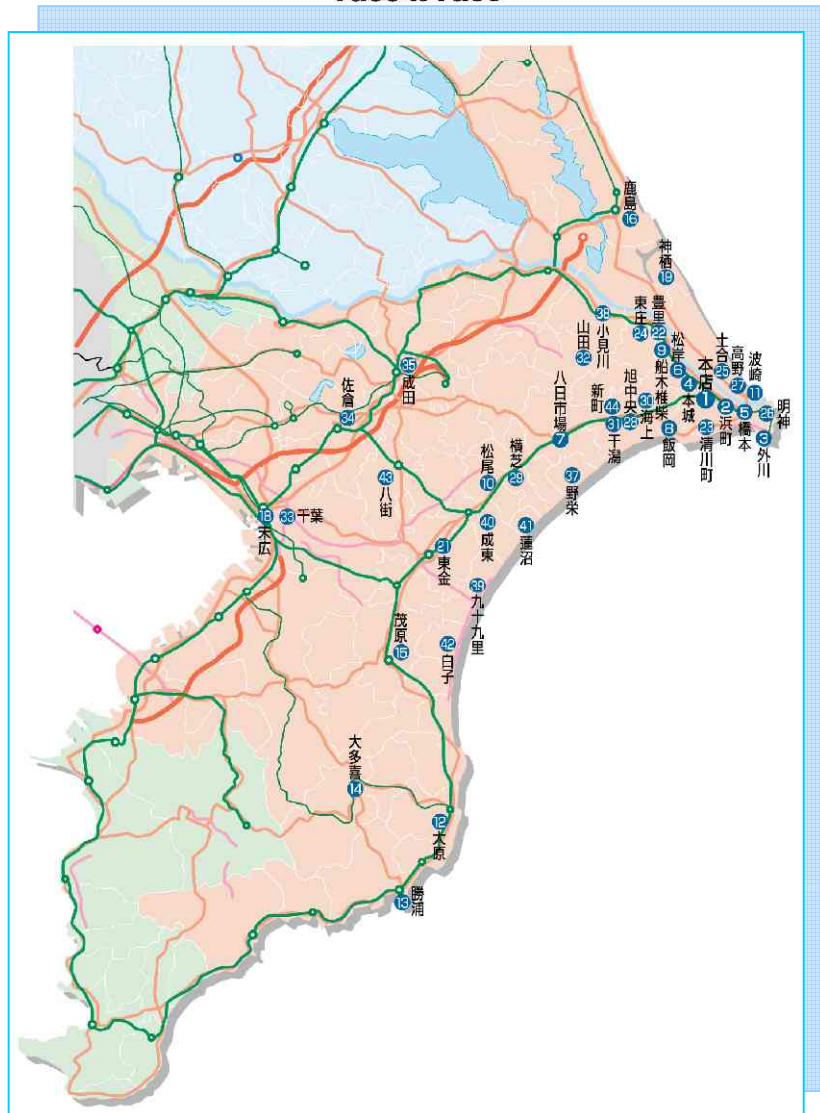 鹿島
16
神栖
19
東庄
24
豊里
22
小見川
38
山田
32
船木椎柴
9
松岸
6
本城
4
本店
1
土合
25
高野
27
波崎
11
浜町
2
橋本
5
明神
26
外川
3
清川町
23
飯岡
8
海上
30
旭中央
28
新町
44
干潟
31
八日市場
7
野栄
37
横芝
29
松尾
10
成東
40
蓮沼
41
成田
35
佐倉
34
八街
43
千葉
33
末広
18
東金
21
九十九里
39
白子
42
茂原
15
大多喜
14
大原
12
勝浦
13